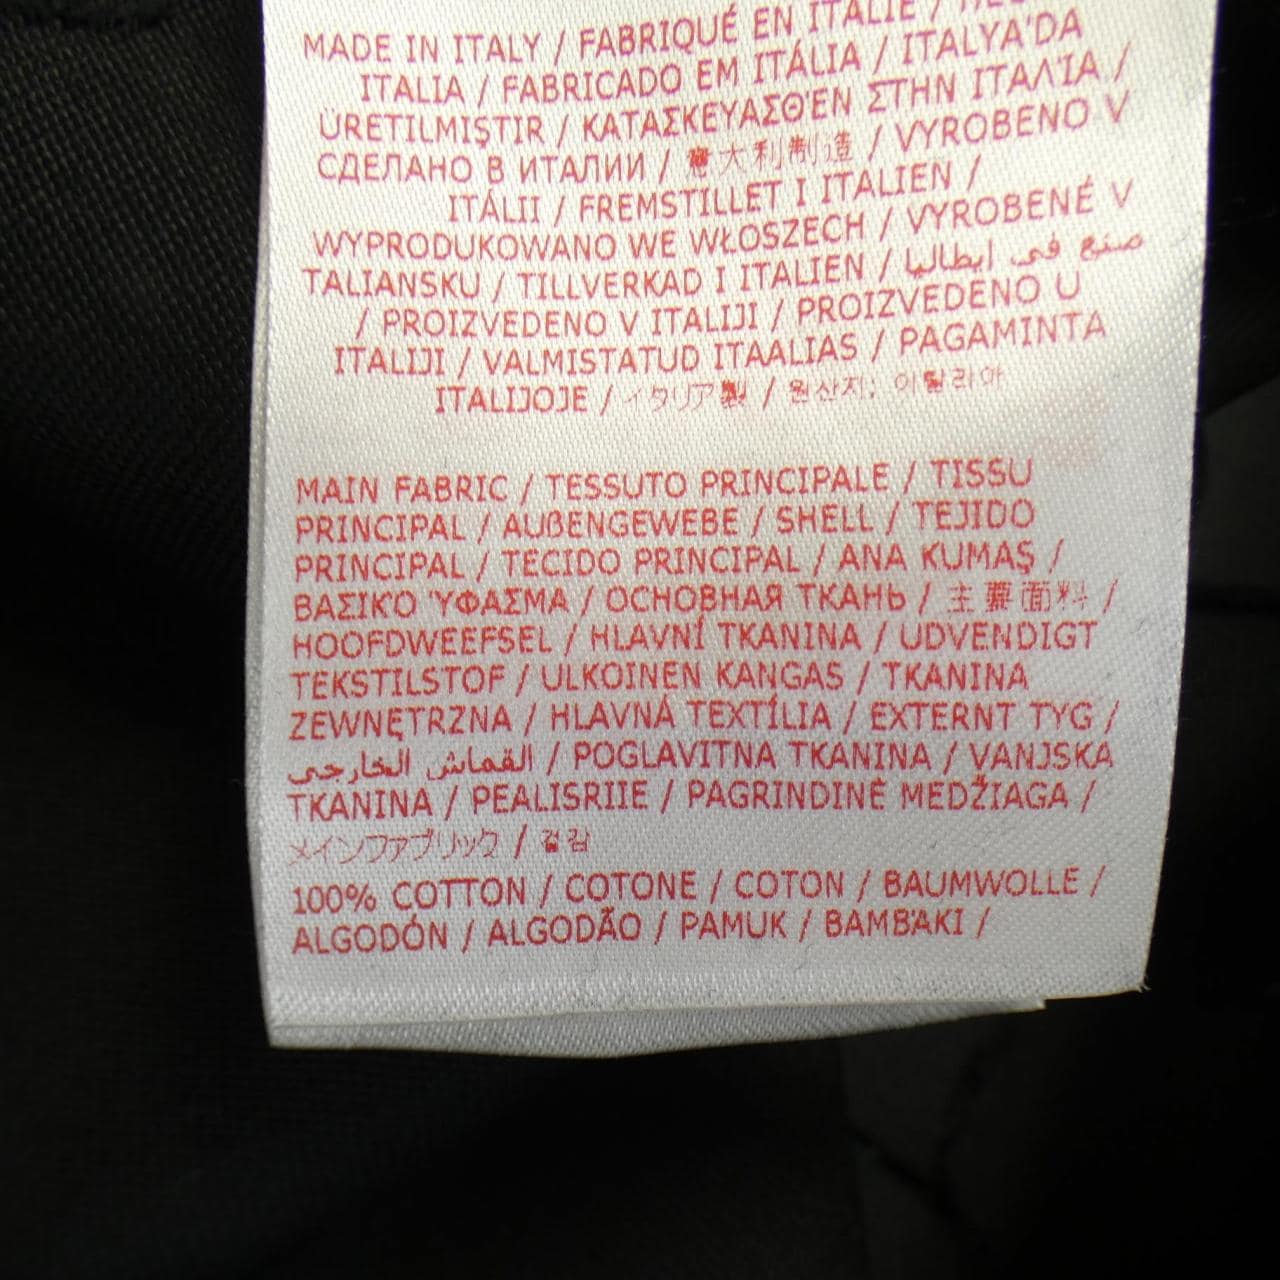 MADE IN ITALY / FABRIQUÉ EN ITALIE /
ITALIA / FABRICADO EM ITÁLIA / ITALYA'DA
ÜRETILMIŞTIR / ΚΑΤΑΣΚΕΥΑΣΘΈΝ ΣΤΗΝ ΙΤΑΛΊΑ /
СДЕЛАНО В ИТАЛИИ / 意大利制造 / VYROBENO V
ITÁLII / FREMSTILLET I ITALIEN /
WYPRODUKOWANO WE WŁOSZECH / VYROBENÉ V
TALIANSKU / TILLVERKAD I ITALIEN / صنع في إيطاليا
/ PROIZVEDENO V ITALIJI / PROIZVEDENO U
ITALIJI / VALMISTATUD ITAALIAS / PAGAMINTA
ITALIJOJE / イタリア製 / 원산지: 이탈리아
MAIN FABRIC / TESSUTO PRINCIPALE / TISSU
PRINCIPAL / AUßENGEWEBE / SHELL / TEJIDO
PRINCIPAL / TECIDO PRINCIPAL / ANA KUMAŞ /
ΒΑΣΙΚΌ ΎΦΑΣΜΑ / ОСНОВНАЯ ТКАНЬ / 主要面料 /
HOOFDWEEFSEL / HLAVNÍ TKANINA / UDVENDIGT
TEKSTILSTOF / ULKOINEN KANGAS / TKANINA
ZEWNĘTRZNA / HLAVNÁ TEXTÍLIA / EXTERNT TYG /
القماش الخارجي / POGLAVITNA TKANINA / VANJSKA
TKANINA / PEALISRIIE / PAGRINDINĖ MEDŽIAGA /
メインファブリック / 겉감
100% COTTON / COTONE / COTON / BAUMWOLLE /
ALGODÓN / ALGODÃO / PAMUK / ΒΑΜΒΆΚΙ /